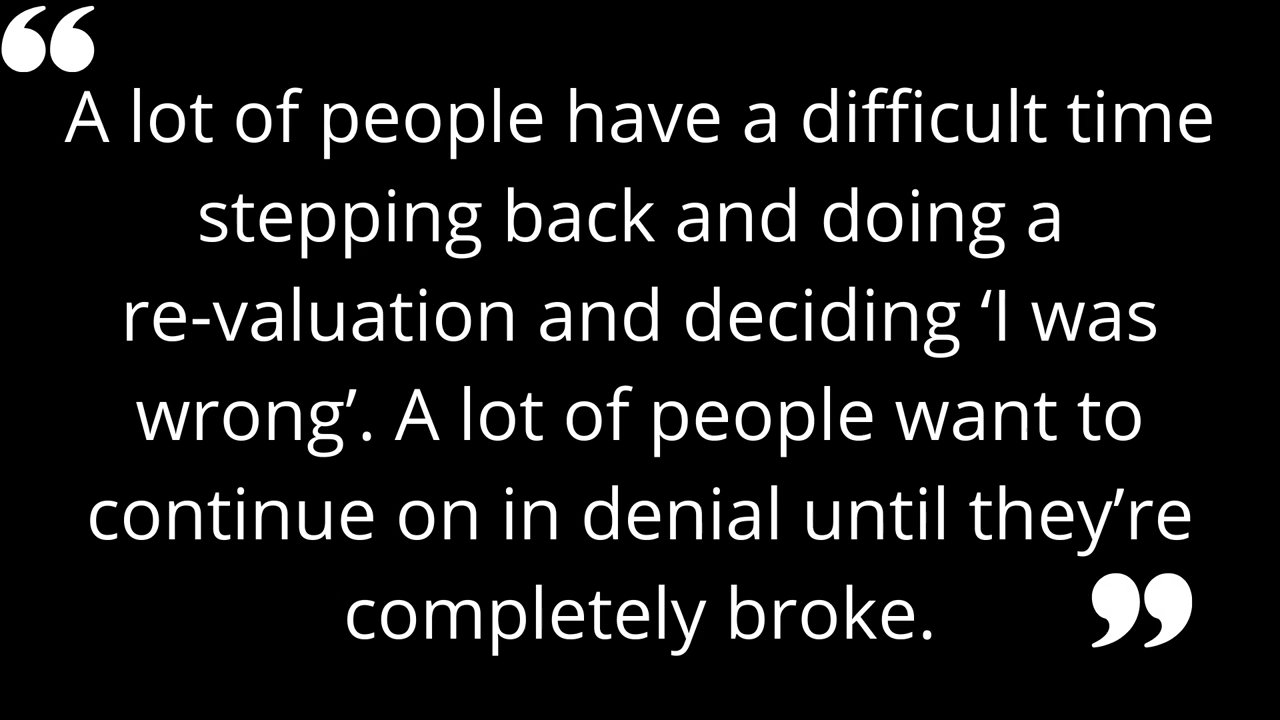 “
A lot of people have a difficult time
stepping back and doing a
re-valuation and deciding ‘I was
wrong’. A lot of people want to
continue on in denial until they’re
completely broke.
”